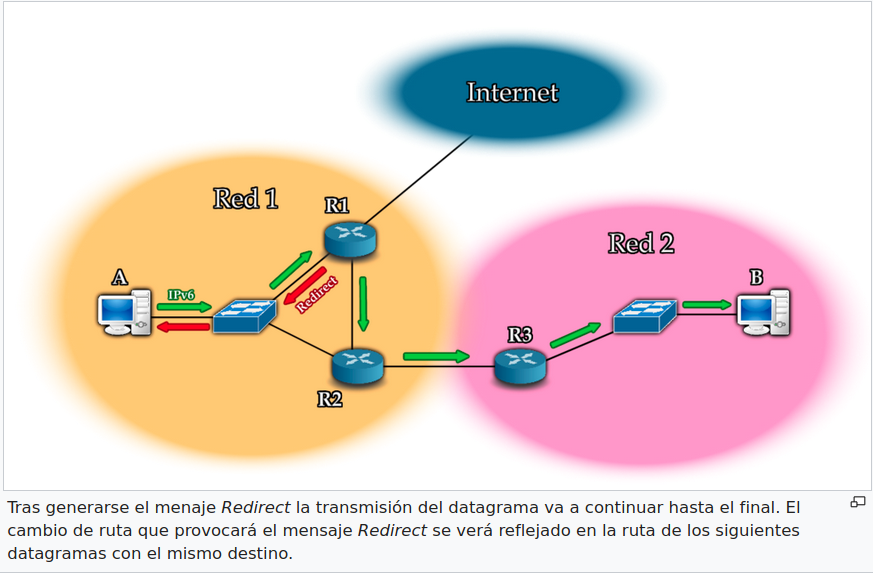 Internet
Red 1
R1
A
IPv6
Redirect
R2
Red 2
B
R3
Tras generarse el menaje Redirect la transmisión del datagrama va a continuar hasta el final. El
cambio de ruta que provocará el mensaje Redirect se verá reflejado en la ruta de los siguientes
datagramas con el mismo destino.